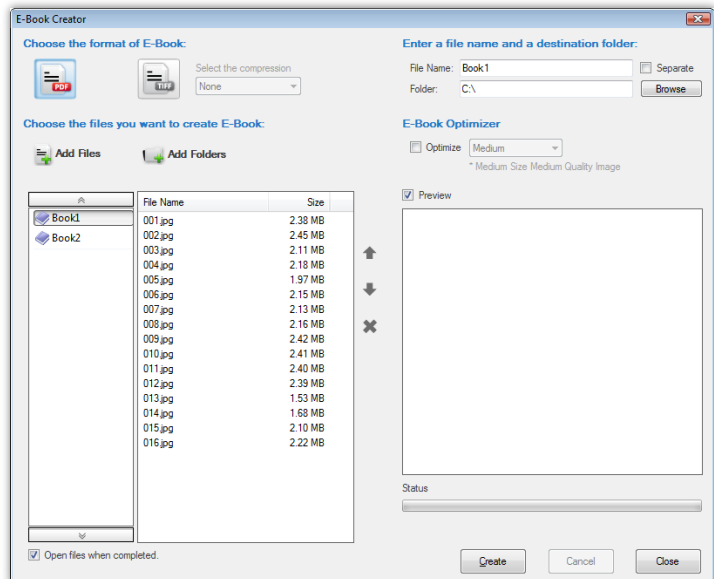 E-Book Creator
Choose the format of E-Book:
PDF
TIFF
Select the compression
None
Enter a file name and a destination folder:
File Name: Book1 Separate
Folder: C:\ Browse
Choose the files you want to create E-Book:
Add Files Add Folders
E-Book Optimizer
Optimize Medium
* Medium Size Medium Quality Image
Preview
Book1
Book2
File Name Size
001.jpg 2.38 MB
002.jpg 2.45 MB
003.jpg 2.11 MB
004.jpg 2.18 MB
005.jpg 1.97 MB
006.jpg 2.15 MB
007.jpg 2.13 MB
008.jpg 2.16 MB
009.jpg 2.42 MB
010.jpg 2.41 MB
011.jpg 2.40 MB
012.jpg 2.39 MB
013.jpg 1.53 MB
014.jpg 1.68 MB
015.jpg 2.10 MB
016.jpg 2.22 MB
Status
Open files when completed.
Create Cancel Close